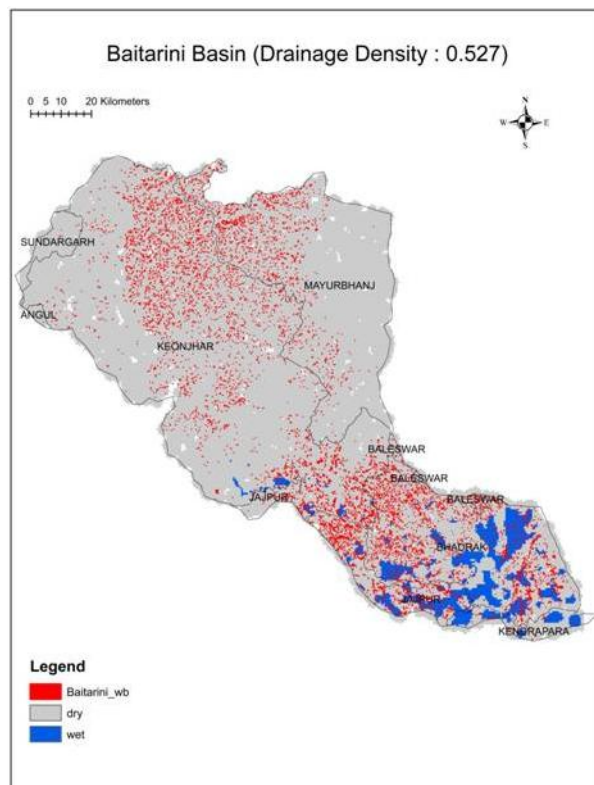 Baitarini Basin (Drainage Density : 0.527)
0 5 10 20 Kilometers
N
W E
S
SUNDARGARH
MAYURBHANJ
ANGUL
KEONJHAR
BALESWAR
BALESWAR
JAJPUR
BALESWAR
BHADRAK
JAJPUR
KENDRAPARA
Legend
Baitarini_wb
dry
wet